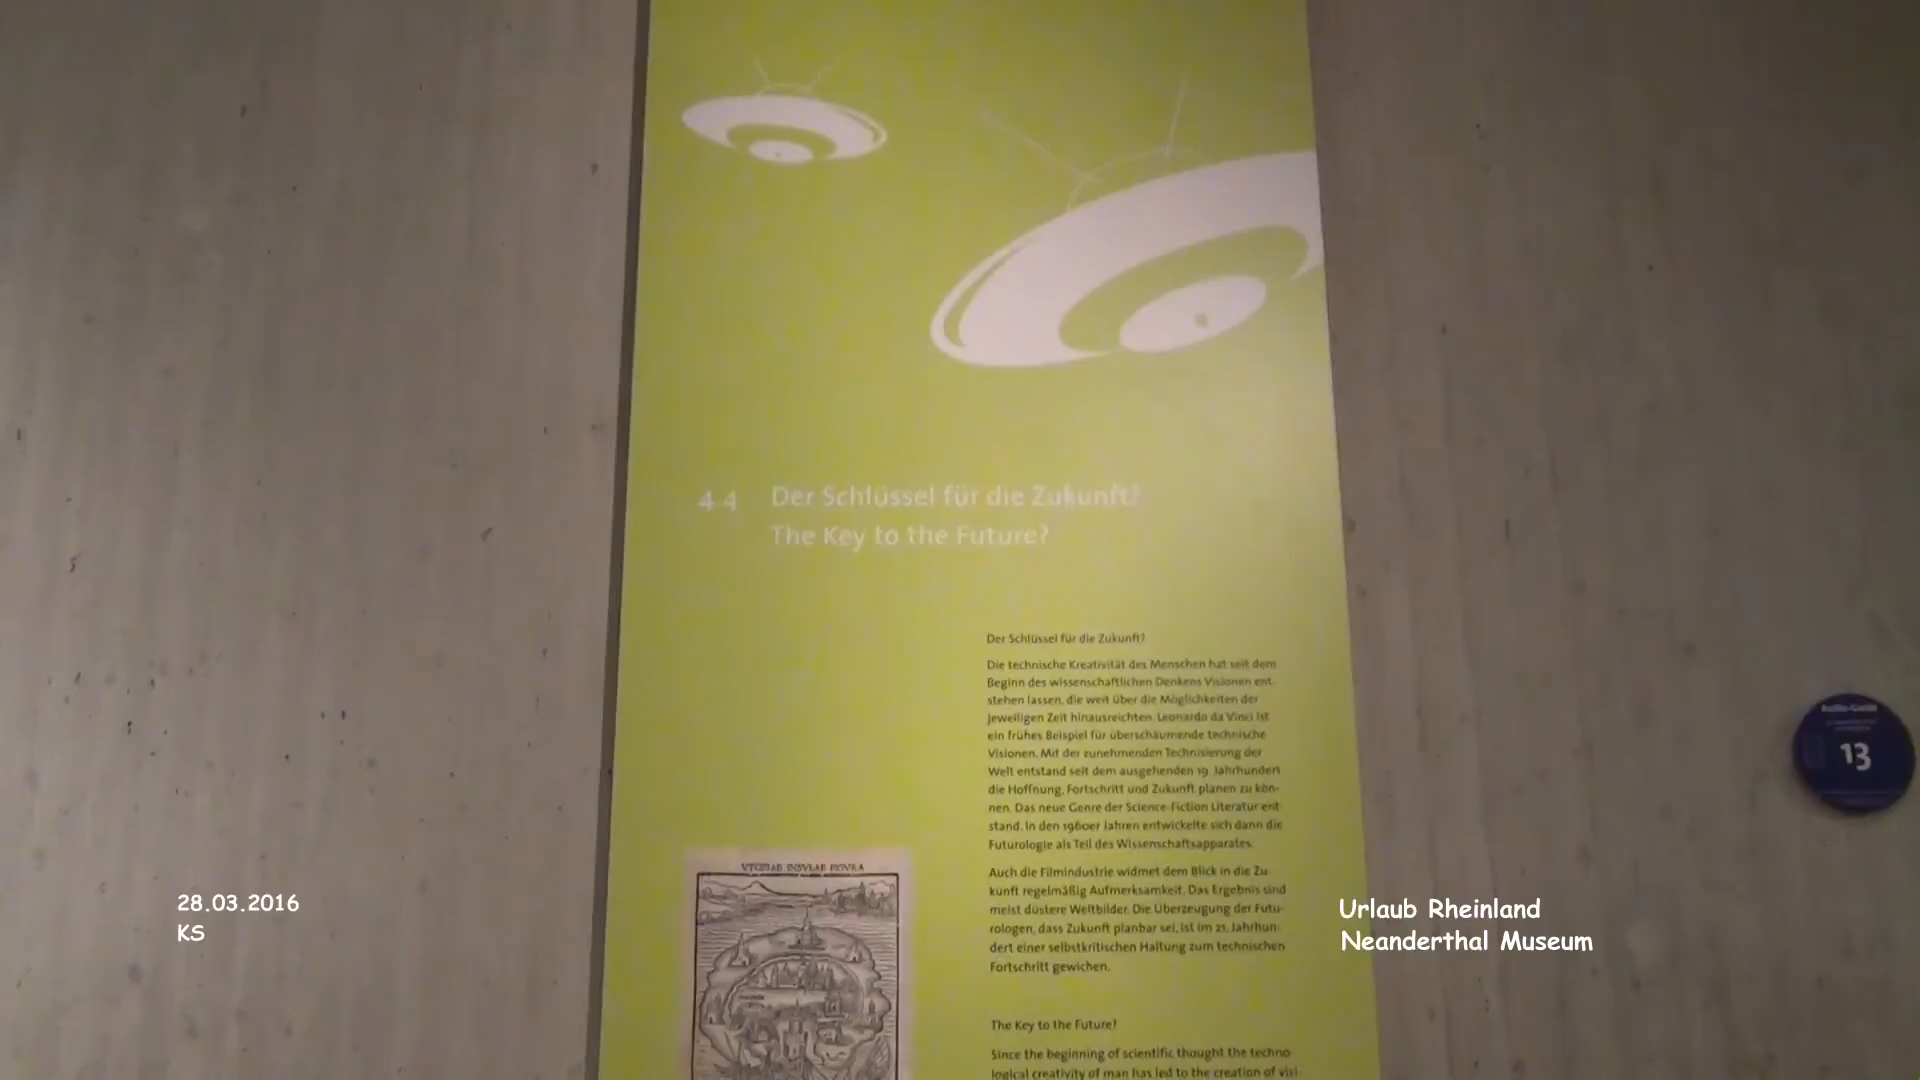 4.4 Der Schlüssel für die Zukunft?
The Key to the Future?
Der Schlüssel für die Zukunft?
Die technische Kreativität des Menschen hat seit dem
Beginn des wissenschaftlichen Denkens Visionen ent-
stehen lassen, die weit über die Möglichkeiten der
jeweiligen Zeit hinausreichten. Leonardo da Vinci ist
ein frühes Beispiel für überschäumende technische
Visionen. Mit der zunehmenden Technisierung der
Welt entstand seit dem ausgehenden 19. Jahrhundert
die Hoffnung, Fortschritt und Zukunft planen zu kön-
nen. Das neue Genre der Science-Fiction Literatur ent-
stand. In den 1960er Jahren entwickelte sich dann die
Futurologie als Teil des Wissenschaftsapparates.
Auch die Filmindustrie widmet dem Blick in die Zu-
kunft regelmäßig Aufmerksamkeit. Das Ergebnis sind
meist düstere Weltbilder. Die Überzeugung der Futu-
rologen, dass Zukunft planbar sei, ist im 21. Jahrhun-
dert einer selbstkritischen Haltung zum technischen
Fortschritt gewichen.
The Key to the Future?
Since the beginning of scientific thought the techno-
logical creativity of man has led to the creation of visi-
VTOPIAE INSVLAE FIGVRA
13
28.03.2016
KS
Urlaub Rheinland
Neanderthal Museum